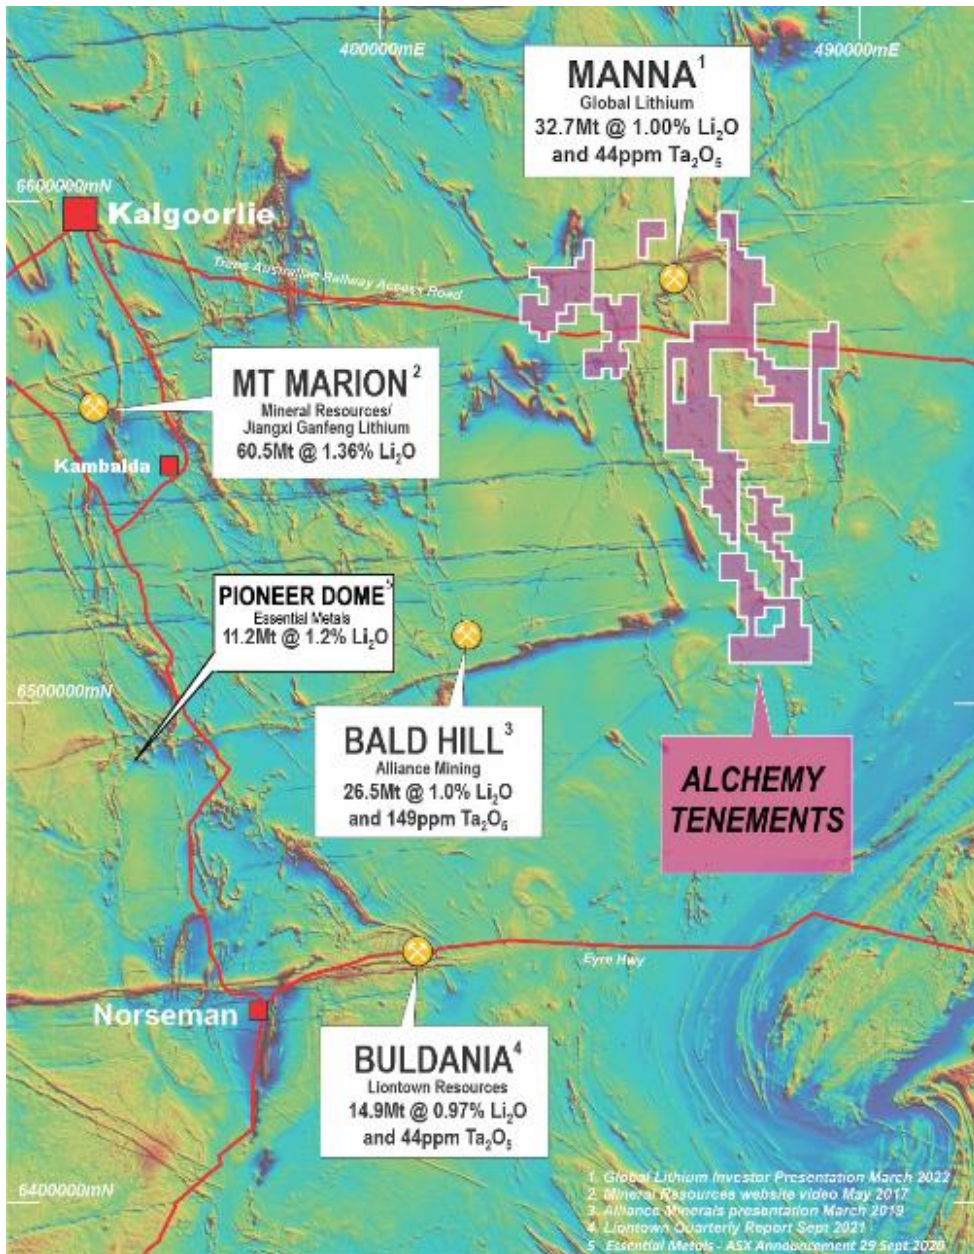 400000mE
490000mE
MANNA¹
Global Lithium
32.7Mt @ 1.00% Li₂O
and 44ppm Ta₂O₅
6600000mN
Kalgoorlie
Trans Australian Railway Access Road
MT MARION²
Mineral Resources/
Jiangxi Ganfeng Lithium
60.5Mt @ 1.36% Li₂O
Kambalda
PIONEER DOME⁵
Essential Metals
11.2Mt @ 1.2% Li₂O
6500000mN
BALD HILL³
Alliance Mining
26.5Mt @ 1.0% Li₂O
and 149ppm Ta₂O₅
ALCHEMY
TENEMENTS
Eyre Hwy
Norseman
BULDANIA⁴
Liontown Resources
14.9Mt @ 0.97% Li₂O
and 44ppm Ta₂O₅
6400000mN
1. Global Lithium Investor Presentation March 2022
2. Mineral Resources website video May 2017
3. Alliance Minerals presentation March 2019
4. Liontown Quarterly Report Sept 2021
5 Essential Metals - ASX Announcement 29 Sept 2020